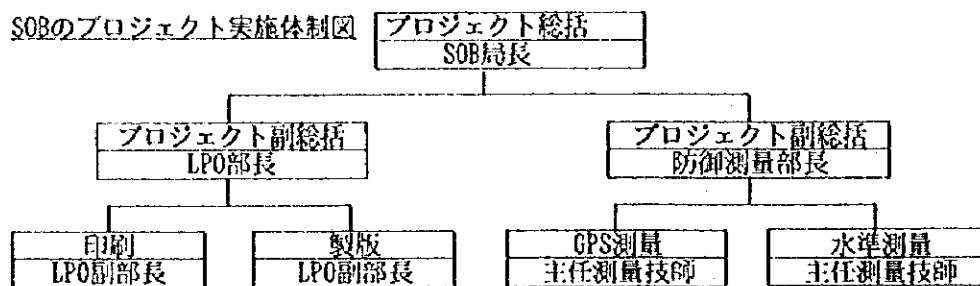 SOBのプロジェクト実施体制図
プロジェクト総括
SOB局長
プロジェクト副総括
LPO部長
プロジェクト副総括
防御測量部長
印刷
LPO副部長
製版
LPO副部長
GPS測量
主任測量技師
水準測量
主任測量技師